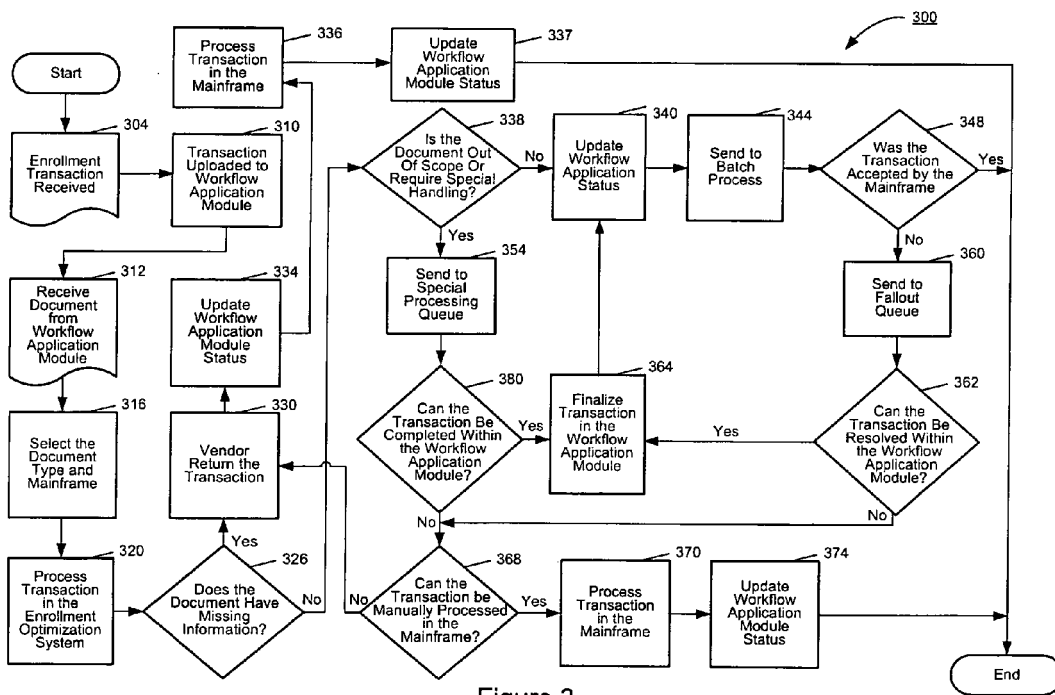 300
Start
304
Enrollment
Transaction
Received
310
Transaction
Uploaded to
Workflow
Application
Module
336
Process
Transaction
in the
Mainframe
337
Update
Workflow
Application
Module Status
338
Is the
Document Out
Of Scope Or
Require Special
Handling?
No
Yes
340
Update
Workflow
Application
Status
344
Send to
Batch
Process
348
Was the
Transaction
Accepted by the
Mainframe
Yes
No
312
Receive
Document
from
Workflow
Application
Module
334
Update
Workflow
Application
Module
Status
354
Send to
Special
Processing
Queue
360
Send to
Fallout
Queue
316
Select the
Document
Type and
Mainframe
330
Vendor
Return the
Transaction
380
Can the
Transaction Be
Completed Within
the Workflow
Application
Module?
Yes
No
364
Finalize
Transaction
in the
Workflow
Application
Module
362
Can the
Transaction Be
Resolved Within
the Workflow
Application
Module?
Yes
No
320
Process
Transaction
in the
Enrollment
Optimization
System
326
Does the
Document Have
Missing
Information?
Yes
No
368
Can the
Transaction be
Manually Processed
in the
Mainframe?
No
Yes
370
Process
Transaction
in the
Mainframe
374
Update
Workflow
Application
Module
Status
End